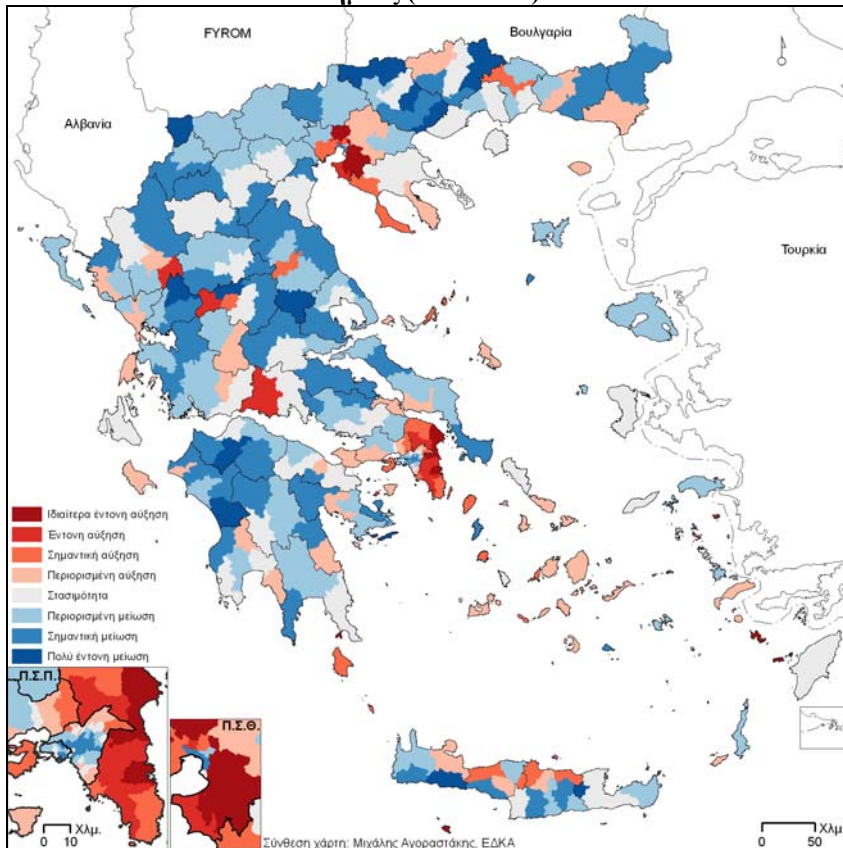 FYROM
Βουλγαρία
Αλβανία
Τουρκία
Ιδιαίτερα έντονη αύξηση
Έντονη αύξηση
Σημαντική αύξηση
Περιορισμένη αύξηση
Στασιμότητα
Περιορισμένη μείωση
Σημαντική μείωση
Πολύ έντονη μείωση
Π.Σ.Π.
Π.Σ.Θ.
0 10 Χλμ.
Σύνθεση χάρτη: Μιχάλης Αγοραστάκης, ΕΔΚΑ
Χλμ.
0 50